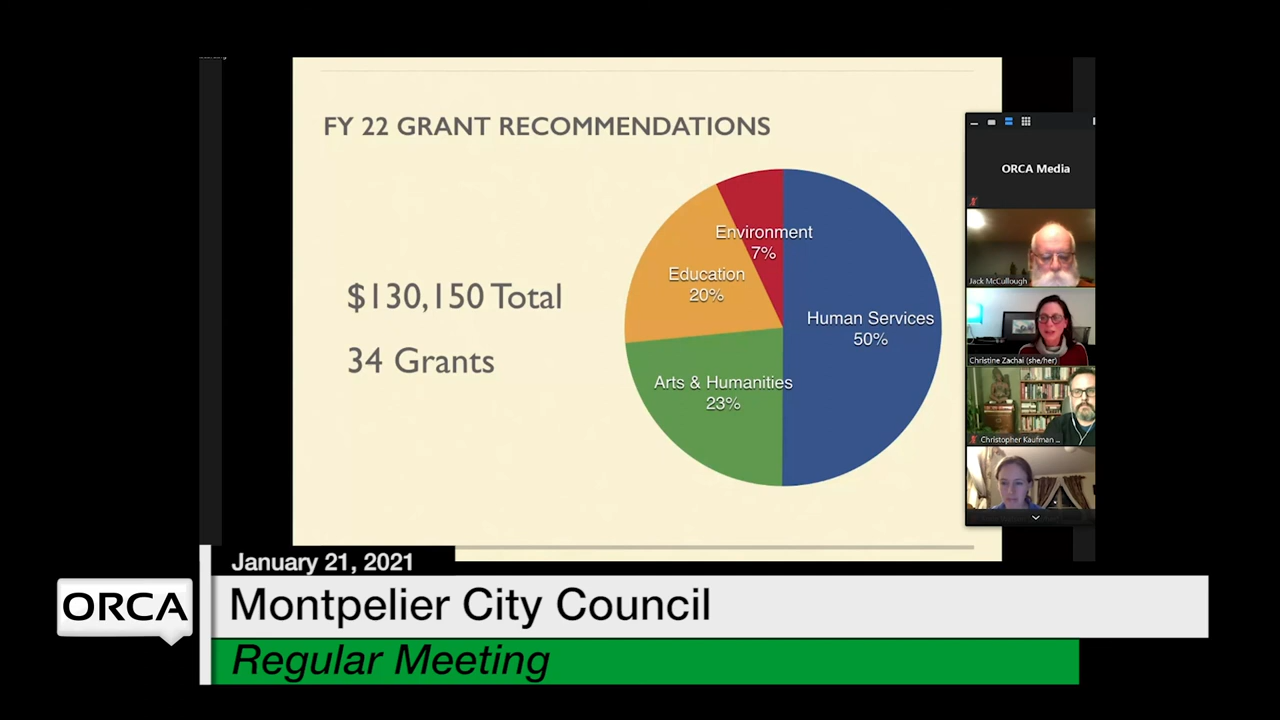 FY 22 GRANT RECOMMENDATIONS
$130,150 Total
34 Grants
Environment
7%
Education
20%
Human Services
50%
Arts & Humanities
23%
ORCA Media
Jack McCullough
Christine Zachai (she/her)
Christopher Kaufman ...
January 21, 2021
ORCA
Montpelier City Council
Regular Meeting